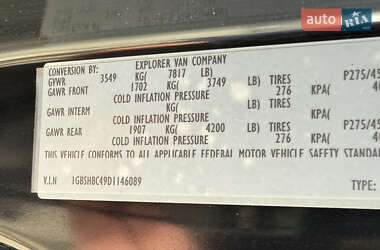 AUTO.RIA
CONVERSION BY: EXPLORER VAN COMPANY
GVWR 3549 KG( 7817 LB)
GAWR FRONT 1702 KG( 3749 LB) TIRES P275/45
COLD INFLATION PRESSURE 276 KPA(
GAWR INTERM KG( LB) TIRES
COLD INFLATION PRESSURE KPA(
GAWR REAR 1907 KG( 4200 LB) TIRES P275/45
COLD INFLATION PRESSURE 276 KPA(
THIS VEHICLE CONFORMS TO ALL APPLICABLE FEDERAL MOTOR VEHICLE SAFETY STANDARD
V.I.N 1GBSH8C49D1146089 TYPE: